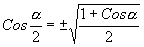 Cos α/2 = ±√((1 + Cosα)/2)